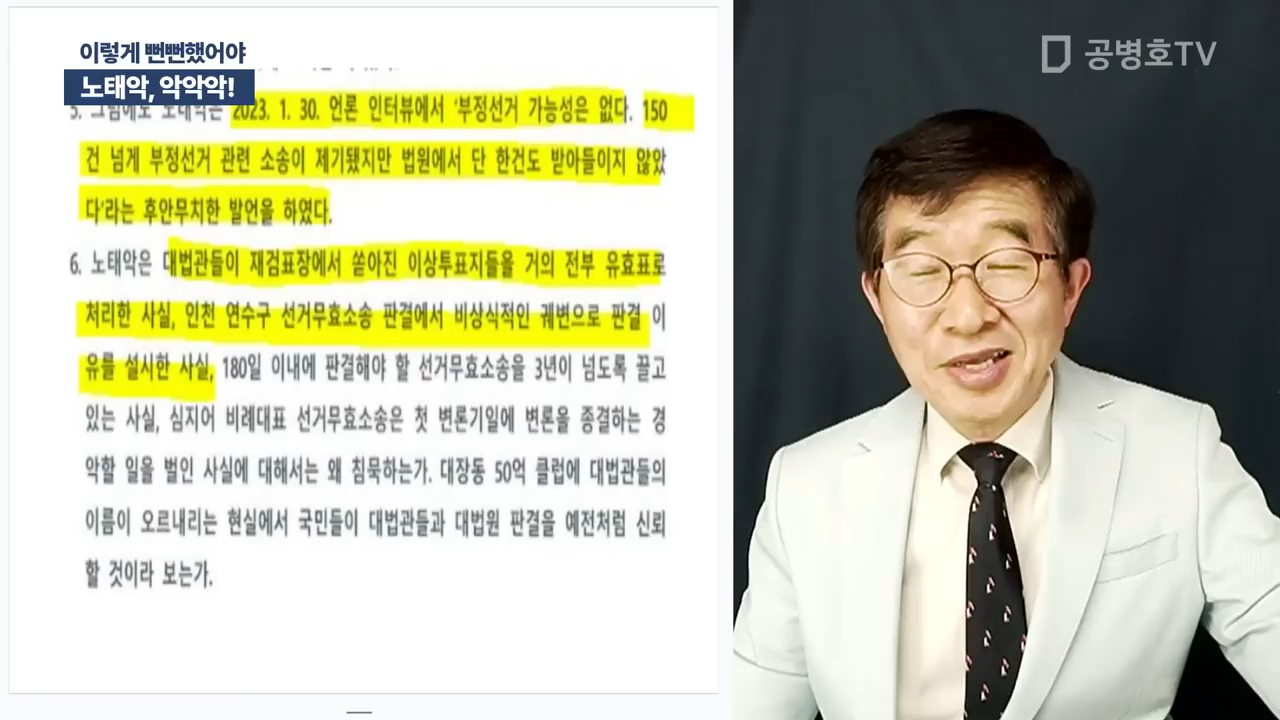 이렇게 뻔뻔했어야
노태악, 악악악!
공병호TV
5. 그럼에도 노태악은 2023. 1. 30. 언론 인터뷰에서 '부정선거 가능성은 없다. 150
건 넘게 부정선거 관련 소송이 제기됐지만 법원에서 단 한건도 받아들이지 않았
다'라는 후안무치한 발언을 하였다.
6. 노태악은 대법관들이 재검표장에서 쏟아진 이상투표지들을 거의 전부 유효표로
처리한 사실, 인천 연수구 선거무효소송 판결에서 비상식적인 궤변으로 판결 이
유를 설시한 사실, 180일 이내에 판결해야 할 선거무효소송을 3년이 넘도록 끌고
있는 사실, 심지어 비례대표 선거무효소송은 첫 변론기일에 변론을 종결하는 경
악할 일을 벌인 사실에 대해서는 왜 침묵하는가. 대장동 50억 클럽에 대법관들의
이름이 오르내리는 현실에서 국민들이 대법관들과 대법원 판결을 예전처럼 신뢰
할 것이라 보는가.